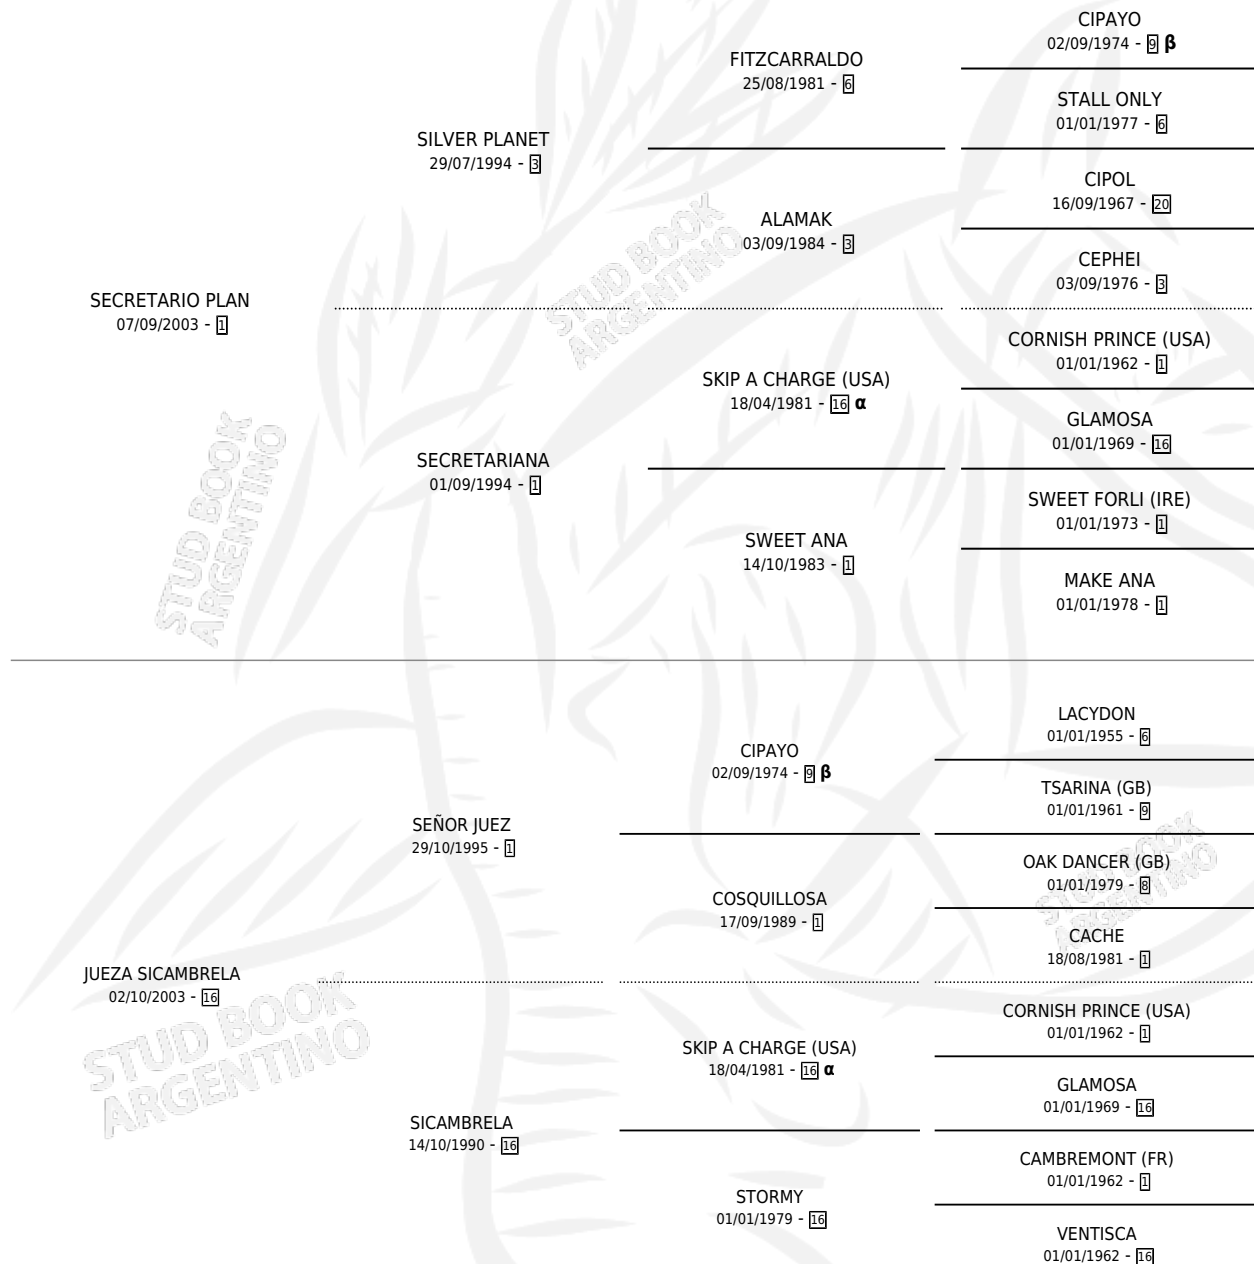 CIPAYO
02/09/1974 - 9 β
FITZCARRALDO
25/08/1981 - 6
STALL ONLY
01/01/1977 - 6
SILVER PLANET
29/07/1994 - 3
CIPOL
16/09/1967 - 20
ALAMAK
03/09/1984 - 3
CEPHEI
03/09/1976 - 3
SECRETARIO PLAN
07/09/2003 - 1
CORNISH PRINCE (USA)
01/01/1962 - 1
SKIP A CHARGE (USA)
18/04/1981 - 16 α
GLAMOSA
01/01/1969 - 16
SECRETARIANA
01/09/1994 - 1
SWEET FORLI (IRE)
01/01/1973 - 1
SWEET ANA
14/10/1983 - 1
MAKE ANA
01/01/1978 - 1
LACYDON
01/01/1955 - 6
CIPAYO
02/09/1974 - 9 β
TSARINA (GB)
01/01/1961 - 9
SEÑOR JUEZ
29/10/1995 - 1
OAK DANCER (GB)
01/01/1979 - 8
COSQUILLOSA
17/09/1989 - 1
CACHE
18/08/1981 - 1
JUEZA SICAMBRELA
02/10/2003 - 16
CORNISH PRINCE (USA)
01/01/1962 - 1
SKIP A CHARGE (USA)
18/04/1981 - 16 α
GLAMOSA
01/01/1969 - 16
SICAMBRELA
14/10/1990 - 16
CAMBREMONT (FR)
01/01/1962 - 1
STORMY
01/01/1979 - 16
VENTISCA
01/01/1962 - 16
STUD BOOK
ARGENTINO
STUD BOOK
ARGENTINO
STUD BOOK
ARGENTINO
STUD BOOK
ARGENTINO